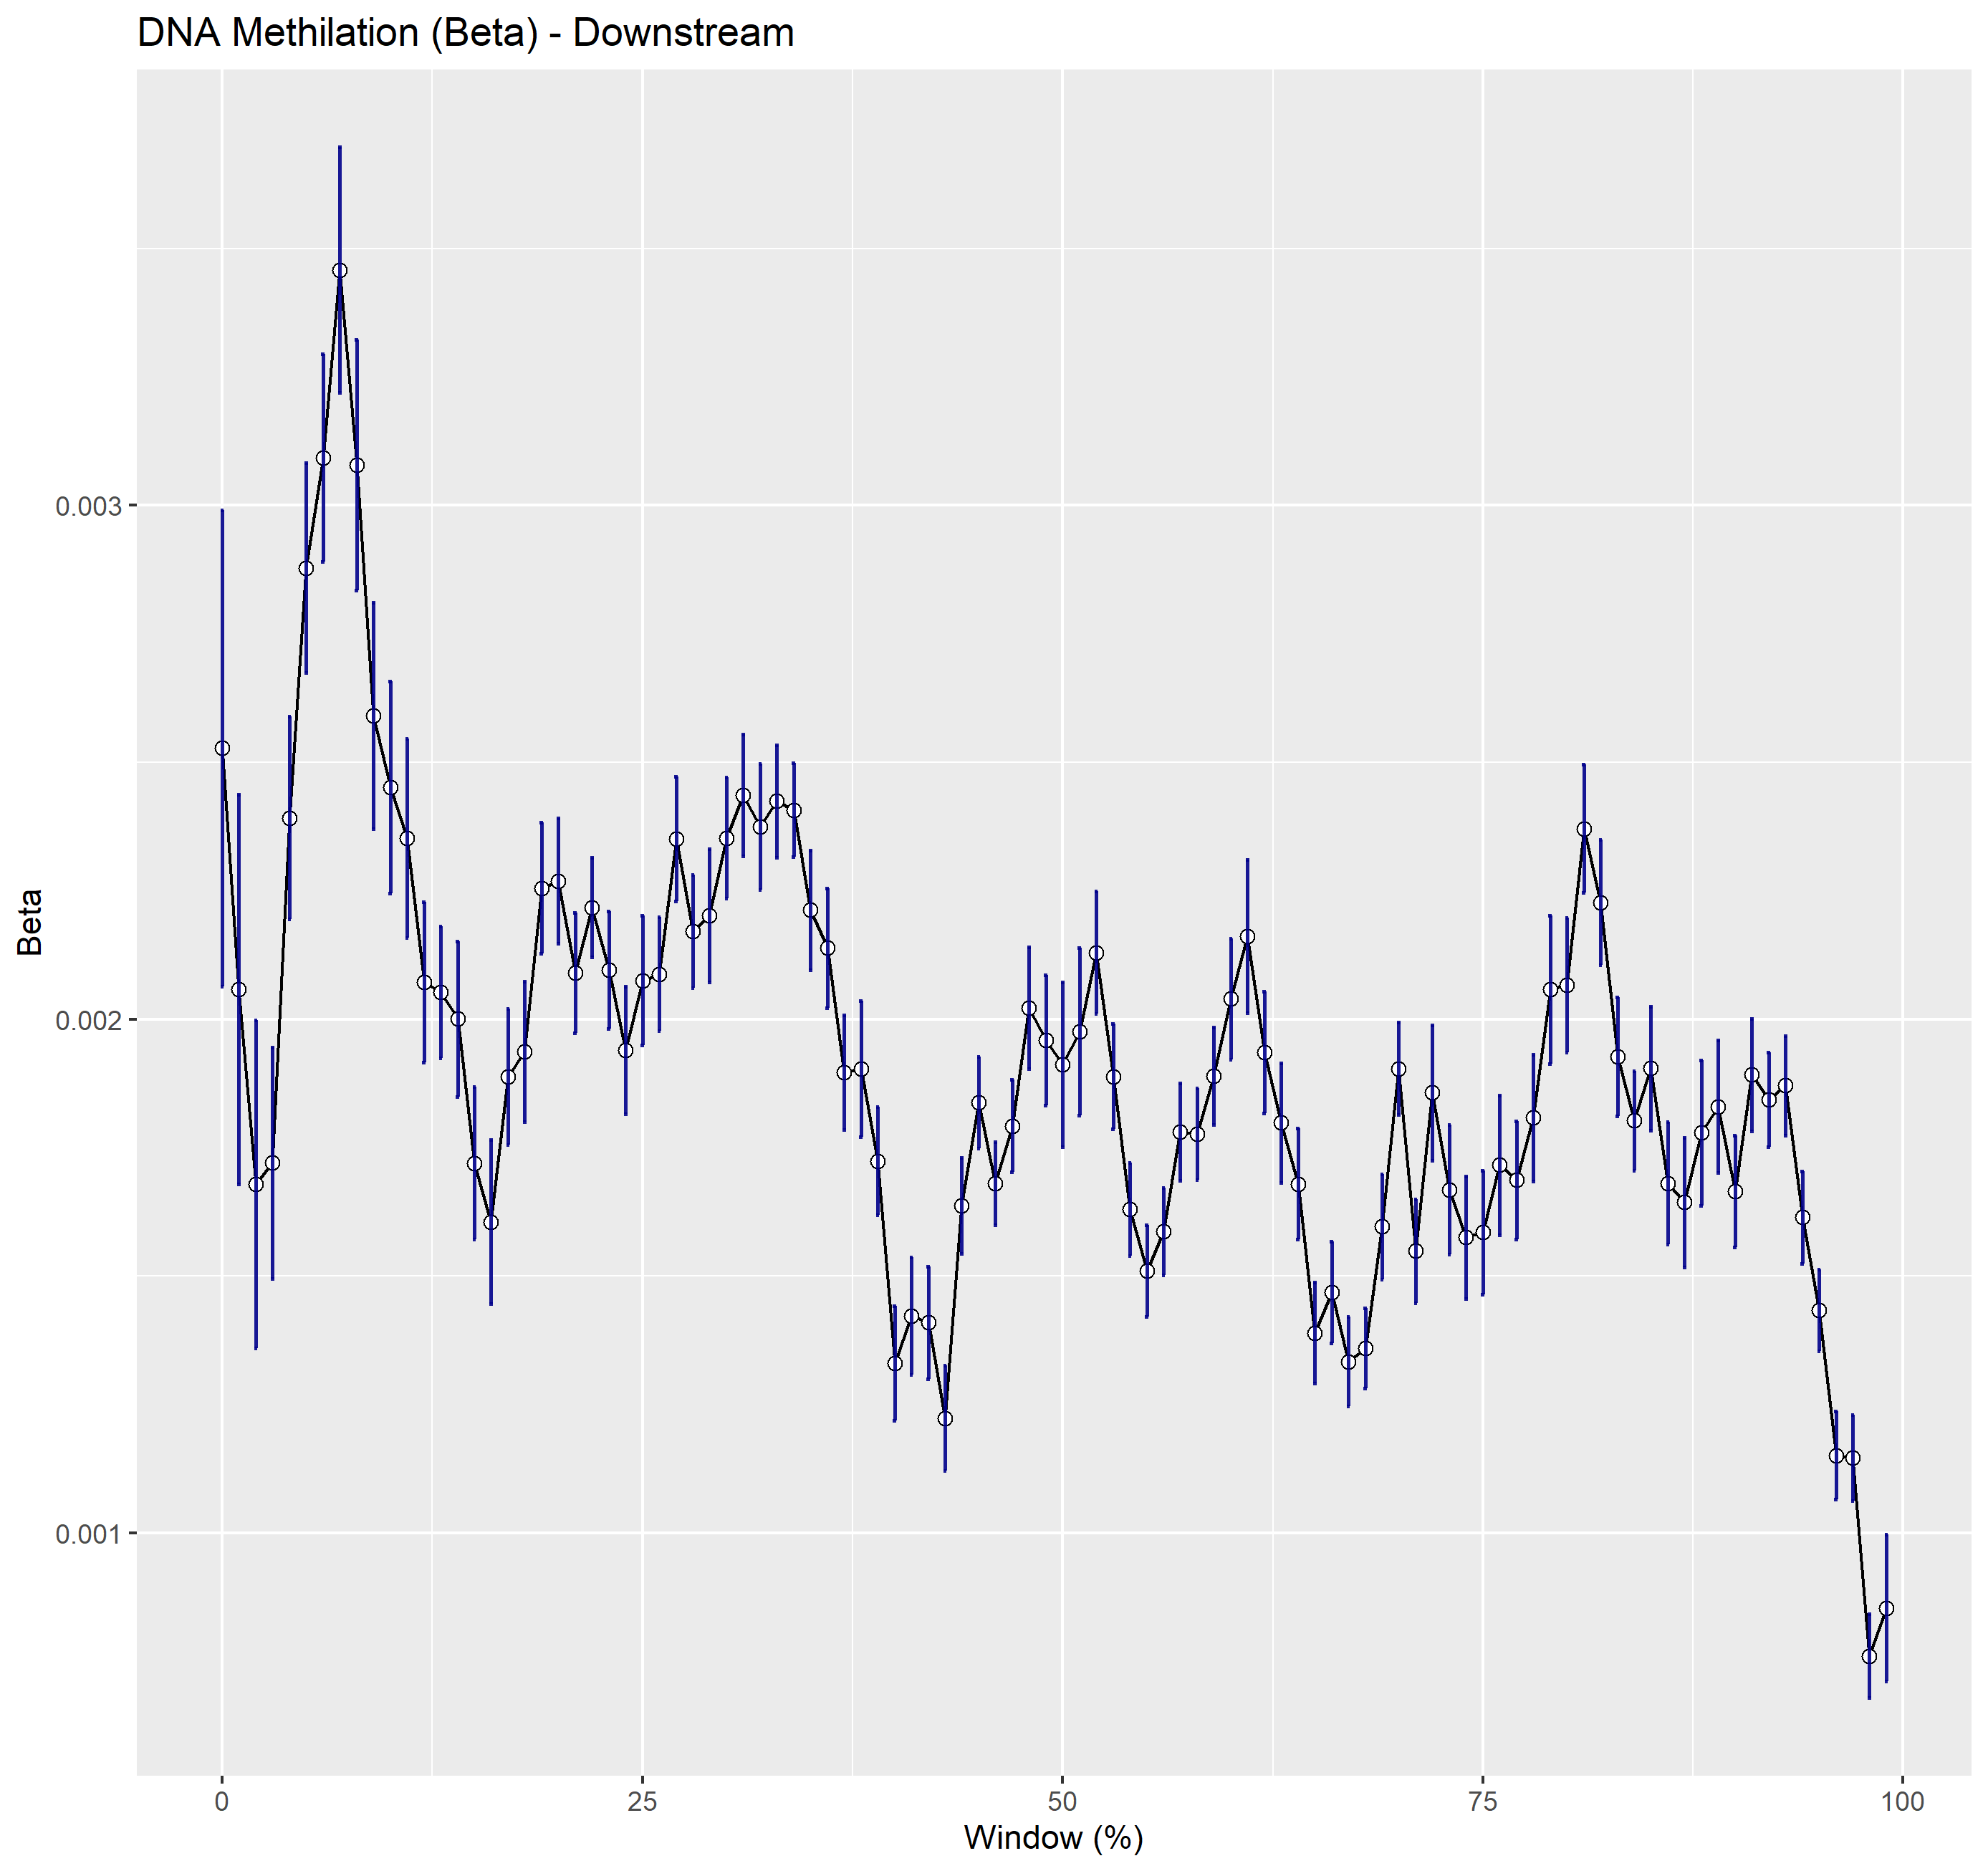 DNA Methilation (Beta) - Downstream
Beta
0.003
0.002
0.001
0 25 50 75 100
Window (%)